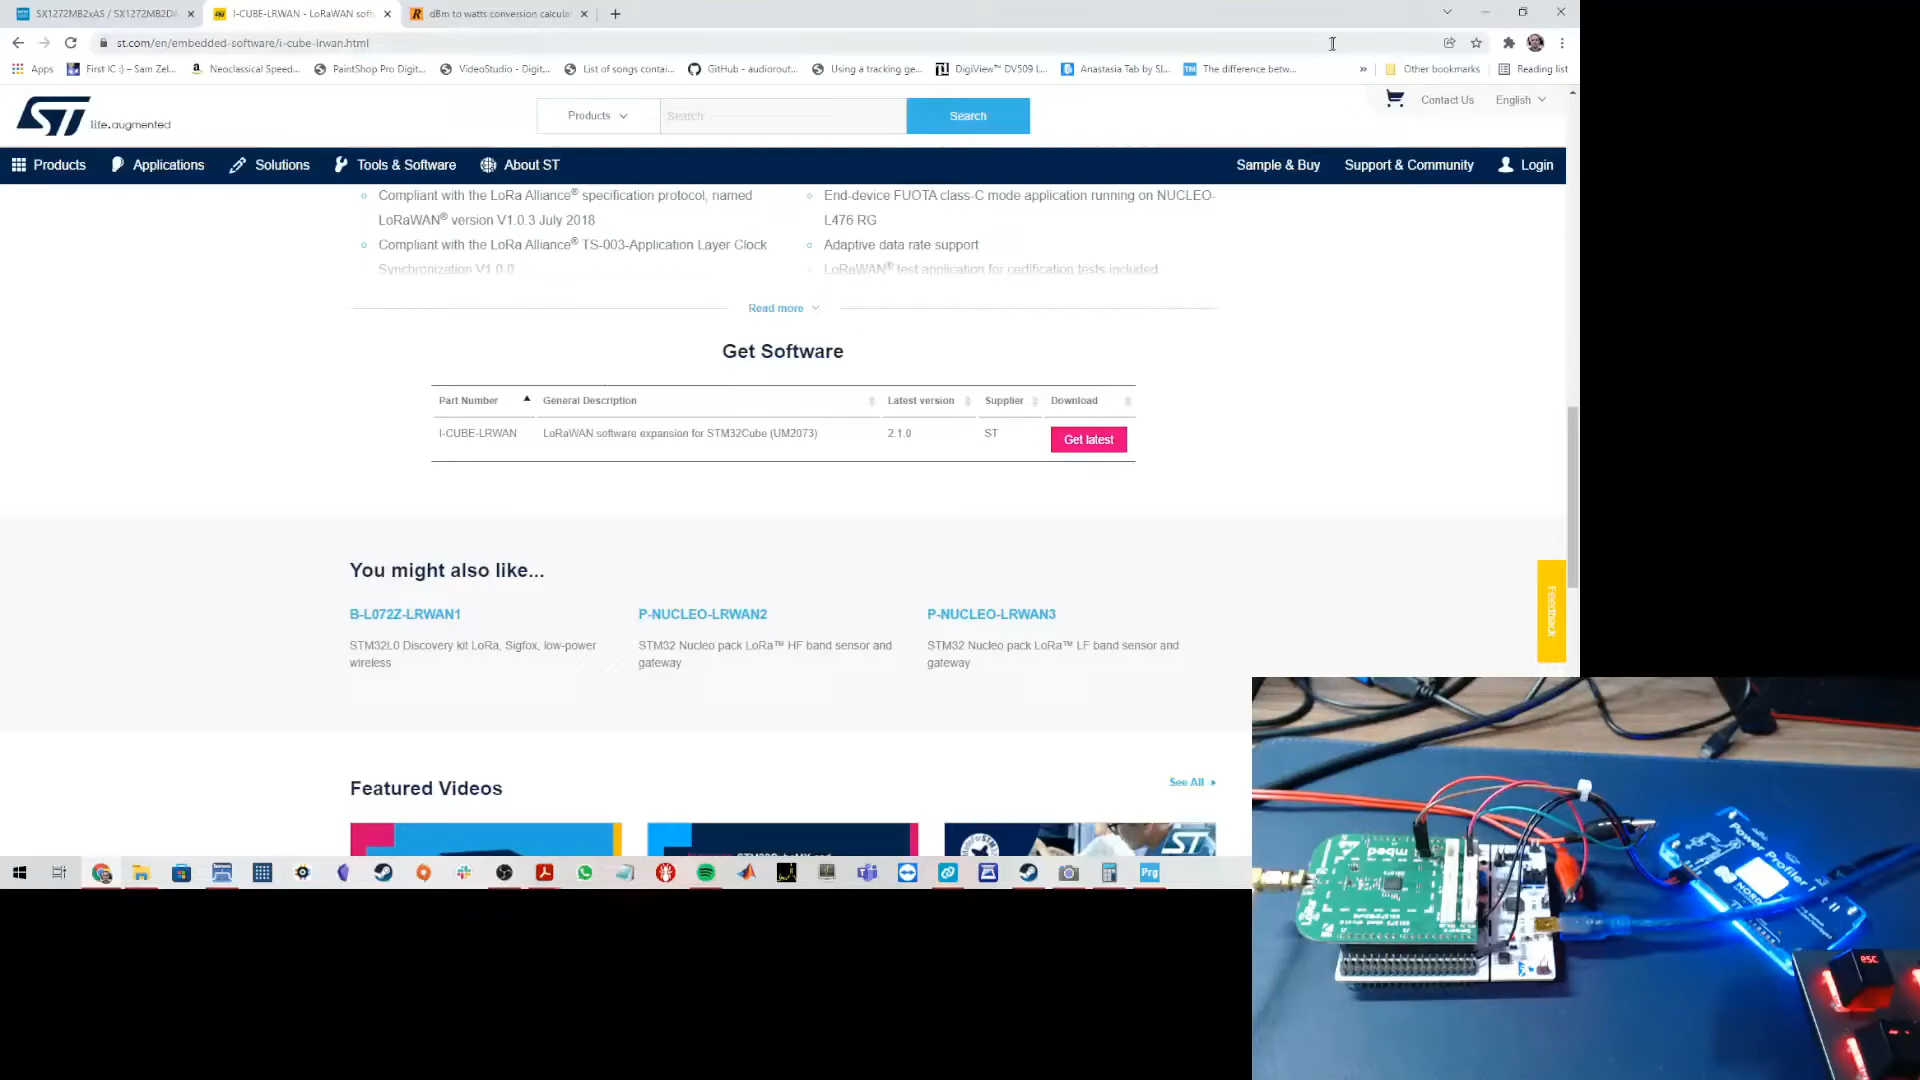 SX1272MB2xAS / SX1272MB2DA
I-CUBE-LRWAN - LoRaWAN soft
dBm to watts conversion calcula
st.com/en/embedded-software/i-cube-lrwan.html
Apps
First IC :) – Sam Zel...
Neoclassical Speed...
PaintShop Pro Digit...
VideoStudio - Digit...
List of songs contai...
GitHub - audiorout...
Using a tracking ge...
DigiView™ DV509 L...
Anastasia Tab by Sl...
The difference betw...
»
Other bookmarks
Reading list
life.augmented
Products
Search
Search
Contact Us
English
Products
Applications
Solutions
Tools & Software
About ST
Sample & Buy
Support & Community
Login
Compliant with the LoRa Alliance® specification protocol, named
LoRaWAN® version V1.0.3 July 2018
Compliant with the LoRa Alliance® TS-003-Application Layer Clock
Synchronization V1.0.0
End-device FUOTA class-C mode application running on NUCLEO-
L476 RG
Adaptive data rate support
LoRaWAN® test application for certification tests included
Read more
Get Software
Part Number
General Description
Latest version
Supplier
Download
I-CUBE-LRWAN
LoRaWAN software expansion for STM32Cube (UM2073)
2.1.0
ST
Get latest
You might also like...
B-L072Z-LRWAN1
STM32L0 Discovery kit LoRa, Sigfox, low-power
wireless
P-NUCLEO-LRWAN2
STM32 Nucleo pack LoRa™ HF band sensor and
gateway
P-NUCLEO-LRWAN3
STM32 Nucleo pack LoRa™ LF band sensor and
gateway
Feedback
Featured Videos
See All
Prg
mbed
Power Profiler
esc